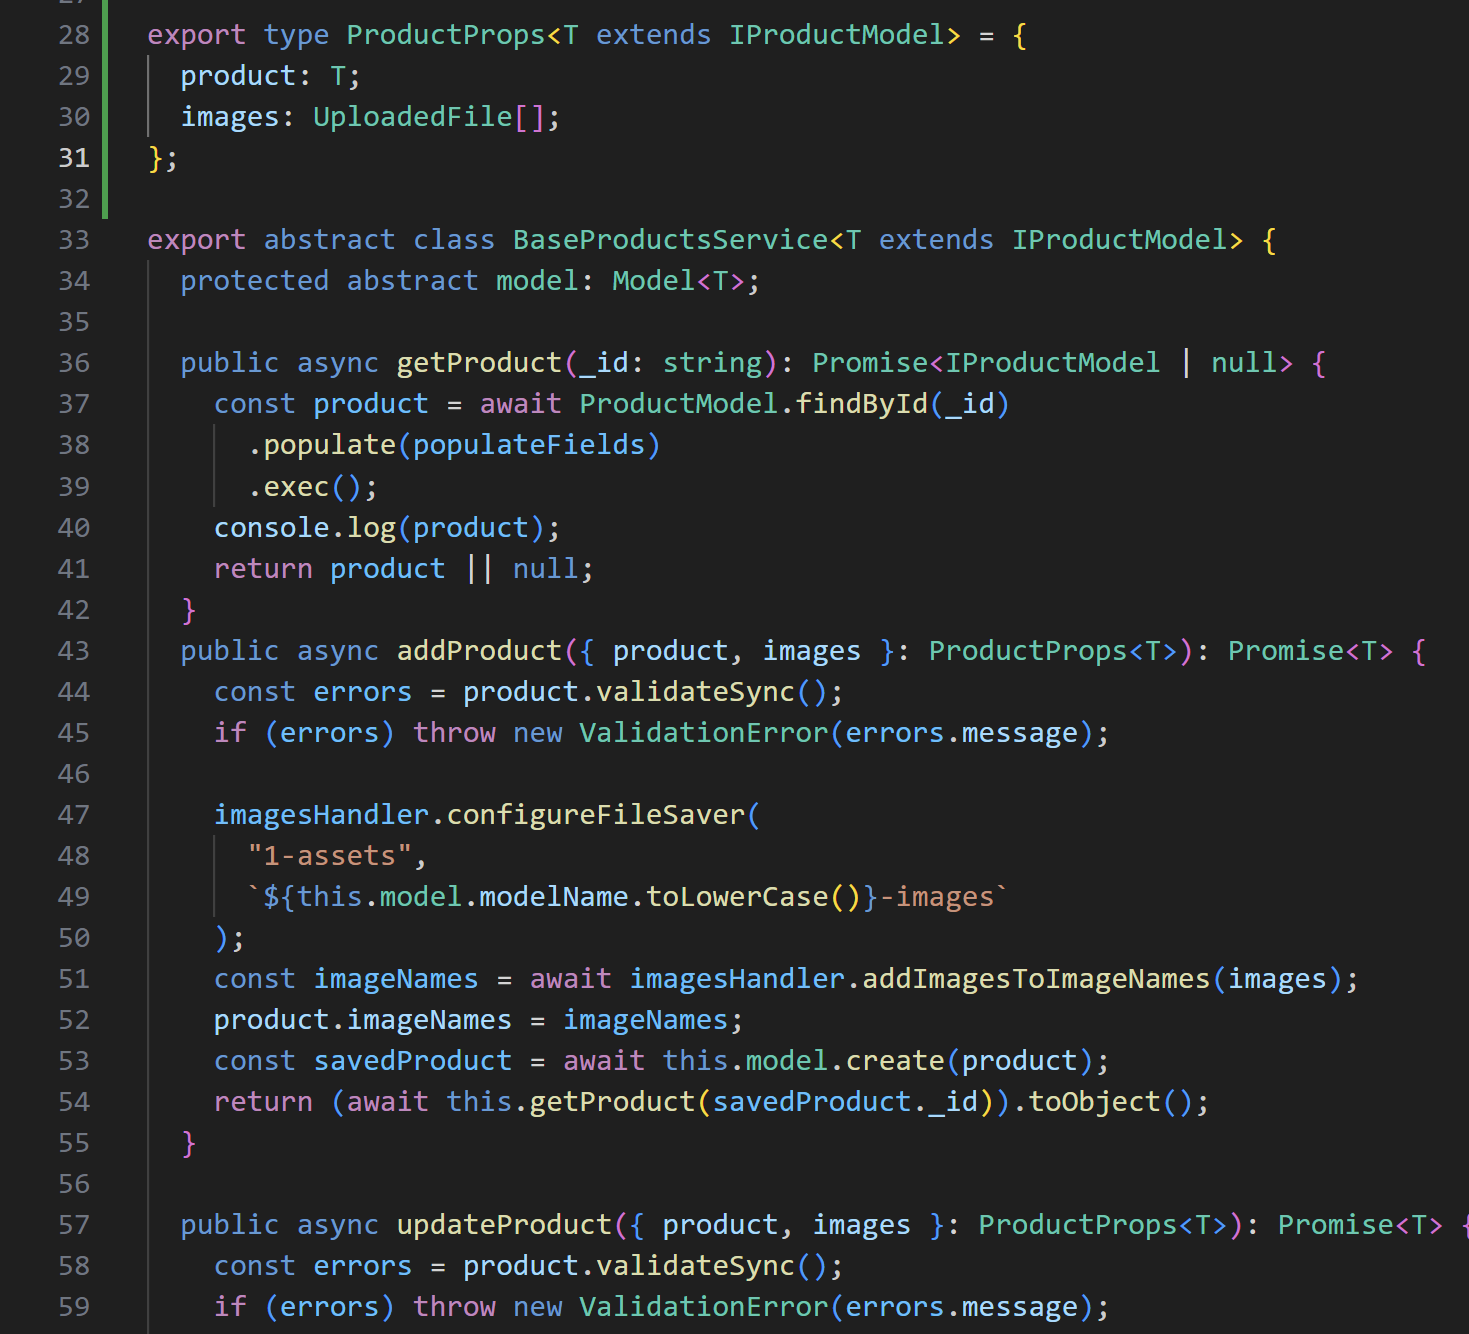 28 export type ProductProps<T extends IProductModel> = {
29 product: T;
30 images: UploadedFile[];
31 };
32
33 export abstract class BaseProductsService<T extends IProductModel> {
34 protected abstract model: Model<T>;
35
36 public async getProduct(_id: string): Promise<IProductModel | null> {
37 const product = await ProductModel.findById(_id)
38 .populate(populateFields)
39 .exec();
40 console.log(product);
41 return product || null;
42 }
43 public async addProduct({ product, images }: ProductProps<T>): Promise<T> {
44 const errors = product.validateSync();
45 if (errors) throw new ValidationError(errors.message);
46
47 imagesHandler.configureFileSaver(
48 "1-assets",
49 `${this.model.modelName.toLowerCase()}-images`
50 );
51 const imageNames = await imagesHandler.addImagesToImageNames(images);
52 product.imageNames = imageNames;
53 const savedProduct = await this.model.create(product);
54 return (await this.getProduct(savedProduct._id)).toObject();
55 }
56
57 public async updateProduct({ product, images }: ProductProps<T>): Promise<T> {
58 const errors = product.validateSync();
59 if (errors) throw new ValidationError(errors.message);